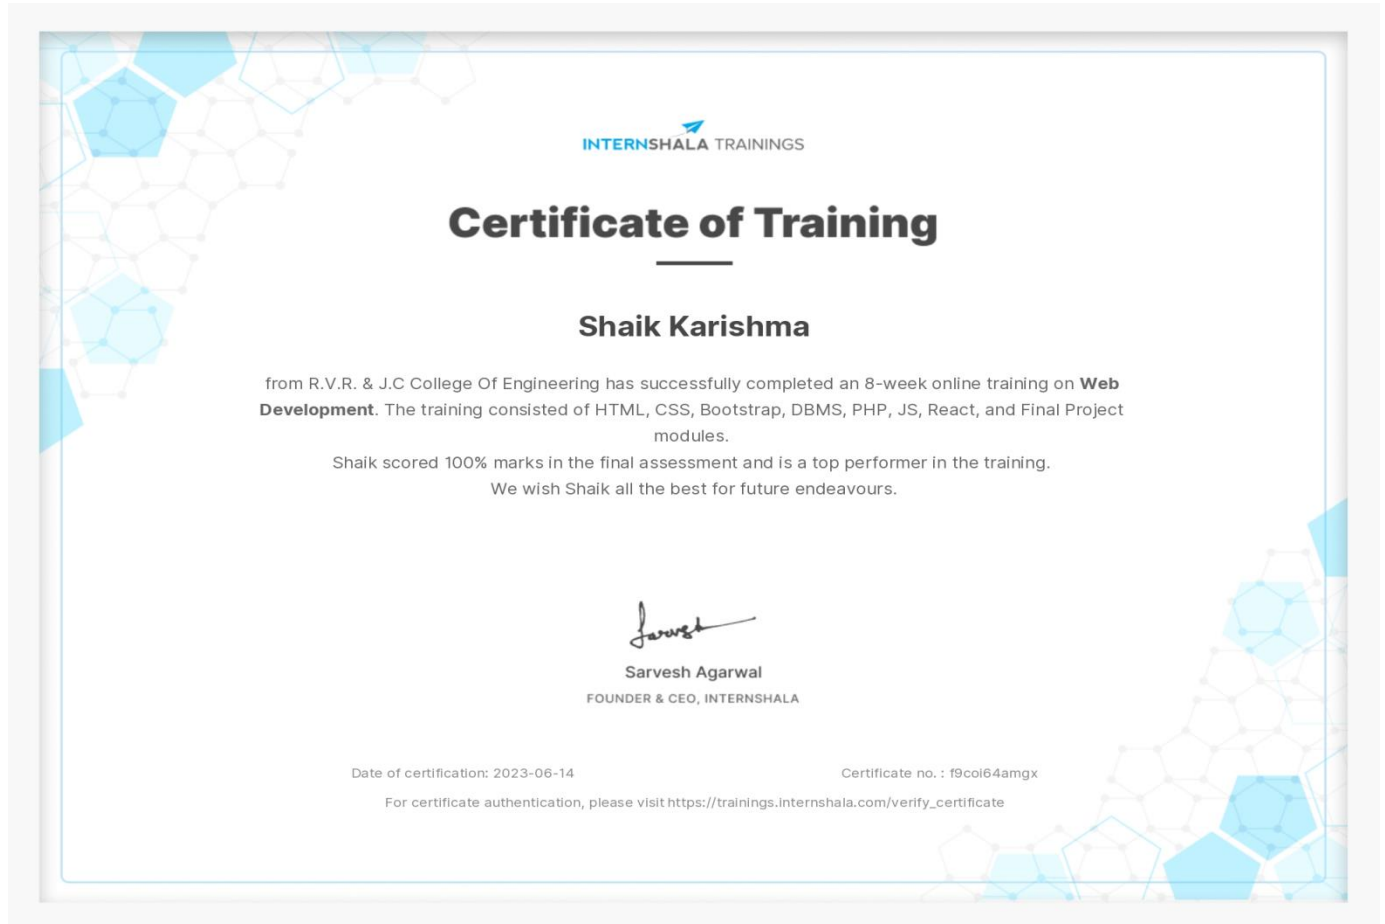 INTERNSHALA TRAININGS
Certificate of Training
Shaik Karishma
from R.V.R. & J.C College Of Engineering has successfully completed an 8-week online training on Web
Development. The training consisted of HTML, CSS, Bootstrap, DBMS, PHP, JS, React, and Final Project
modules.
Shaik scored 100% marks in the final assessment and is a top performer in the training.
We wish Shaik all the best for future endeavours.
Sarvesh Agarwal
FOUNDER & CEO, INTERNSHALA
Date of certification: 2023-06-14
Certificate no. : f9coi64amgx
For certificate authentication, please visit https://trainings.internshala.com/verify_certificate